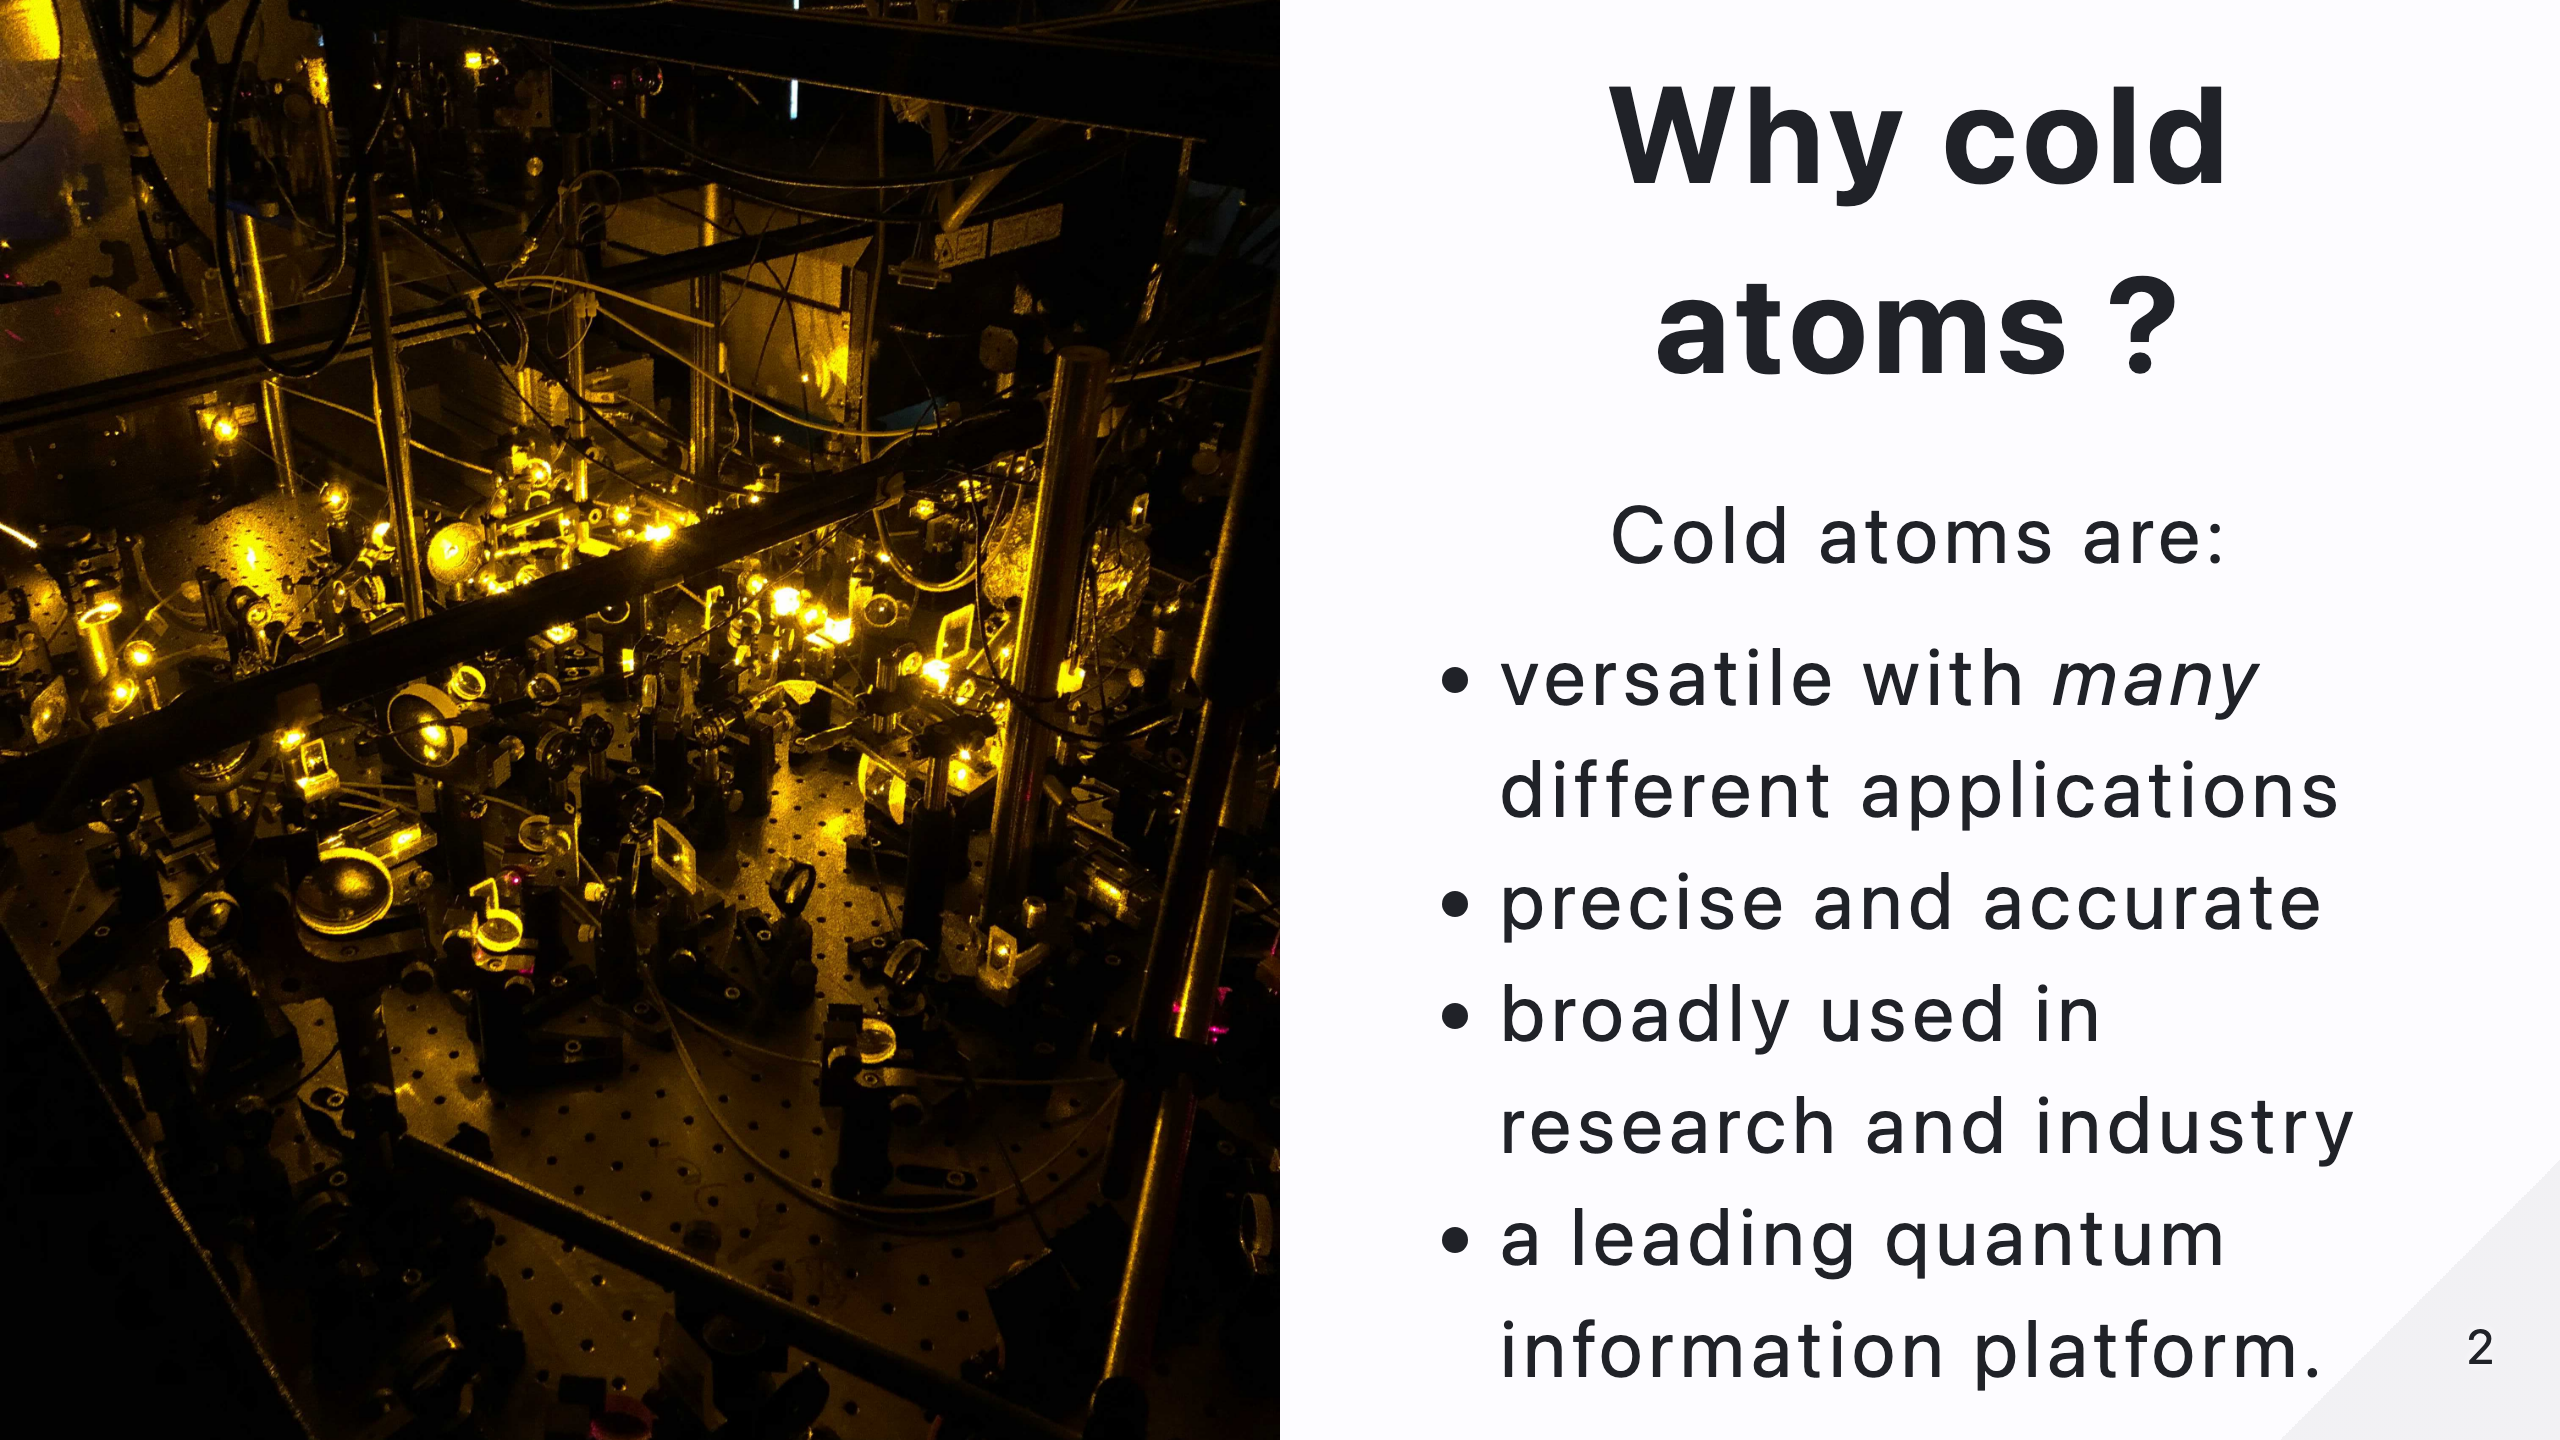 Why cold
atoms ?
Cold atoms are:
• versatile with many
different applications
• precise and accurate
• broadly used in
research and industry
• a leading quantum
information platform.
2